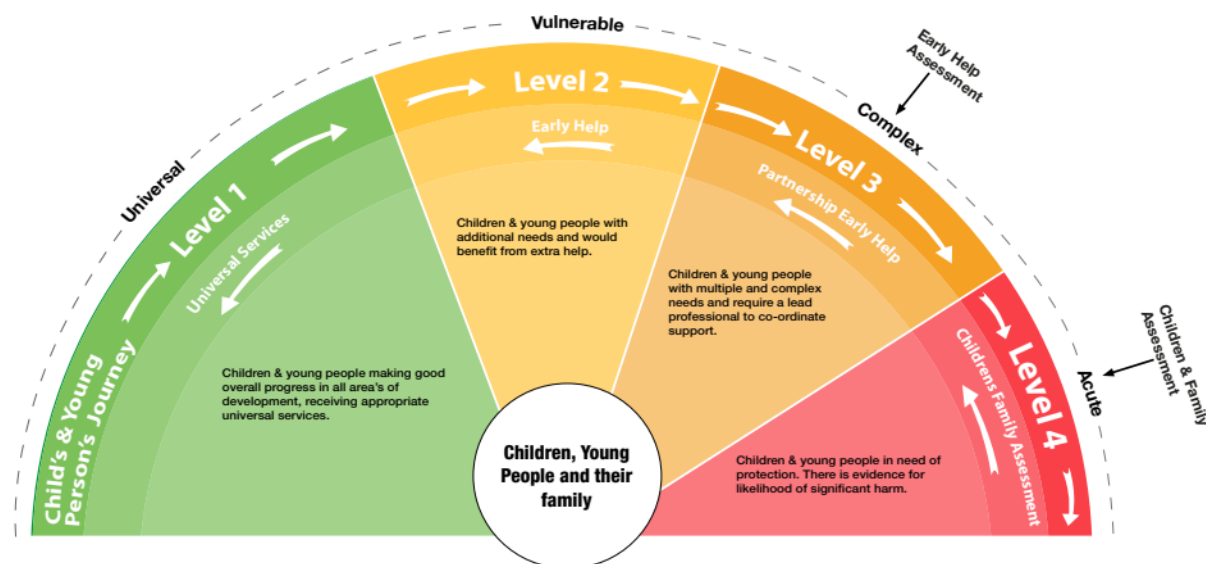 Universal
Vulnerable
Complex
Acute
Early Help
Assessment
Children & Family
Assessment
Child's & Young
Person's Journey
Level 1
Universal Services
Children & young people making good
overall progress in all area's of
development, receiving appropriate
universal services.
Level 2
Early Help
Children & young people with
additional needs and would
benefit from extra help.
Level 3
Partnership Early Help
Children & young people
with multiple and complex
needs and require a lead
professional to co-ordinate
support.
Level 4
Childrens Family Assessment
Children & young people in need of
protection. There is evidence for
likelihood of significant harm.
Children, Young
People and their
family